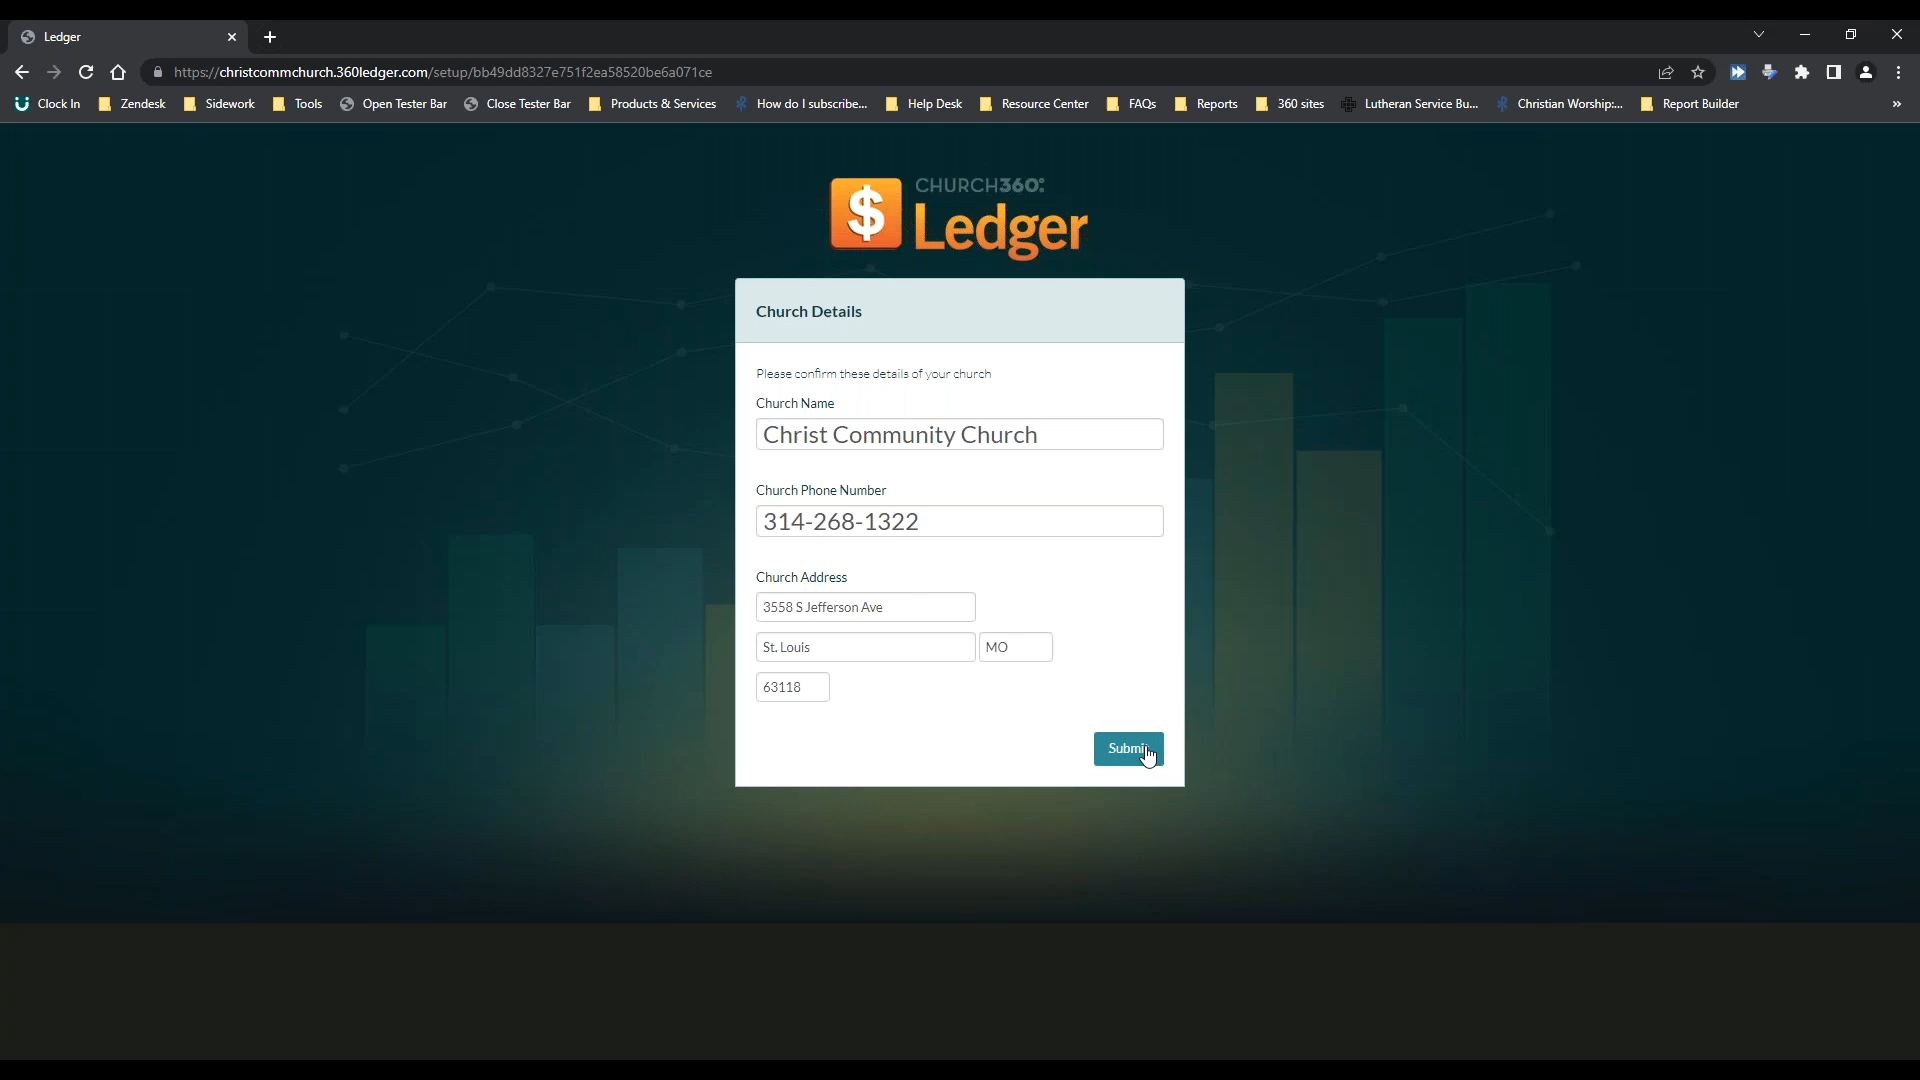 Ledger
https://christcommchurch.360ledger.com/setup/bb49dd8327e751f2ea58520be6a071ce
Clock In Zendesk Sidework Tools Open Tester Bar Close Tester Bar Products & Services How do I subscribe... Help Desk Resource Center FAQs Reports 360 sites Lutheran Service Bu... Christian Worship:... Report Builder »
$ CHURCH360:
Ledger
Church Details
Please confirm these details of your church
Church Name
Christ Community Church
Church Phone Number
314-268-1322
Church Address
3558 S Jefferson Ave
St. Louis MO
63118
Submit